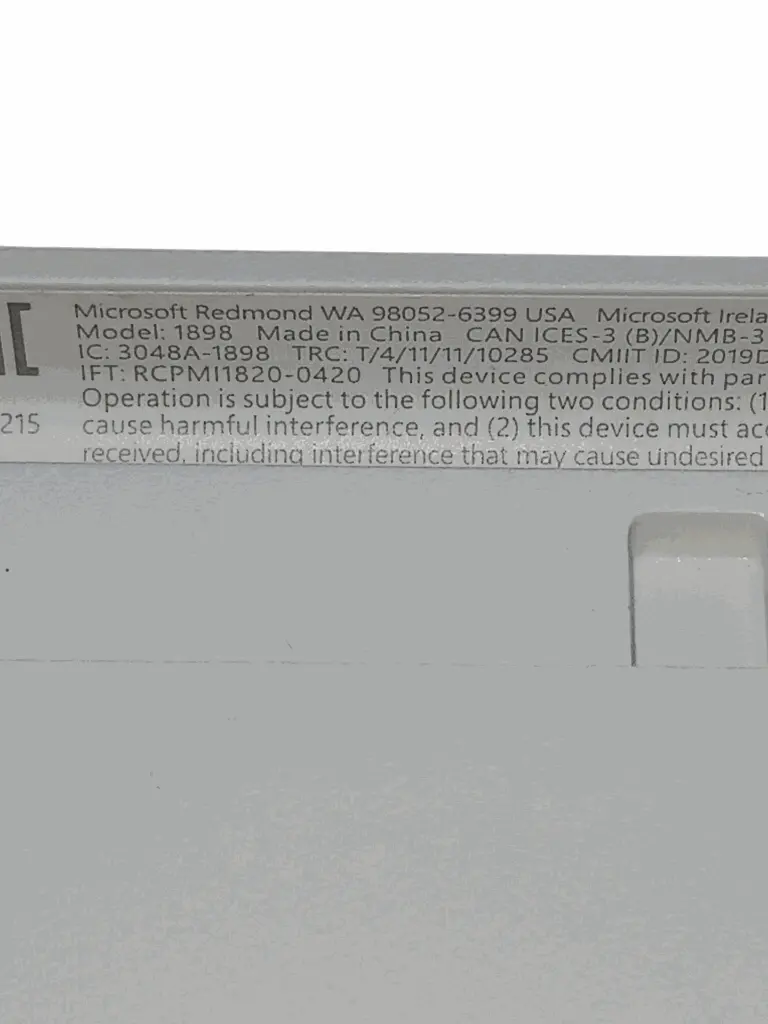 Microsoft Redmond WA 98052-6399 USA Microsoft Irela
Model: 1898 Made in China CAN ICES-3 (B)/NMB-3
IC: 3048A-1898 TRC: T/4/11/11/10285 CMIIT ID: 2019D
IFT: RCPMI1820-0420 This device complies with par
Operation is subject to the following two conditions: (1
215 cause harmful interference, and (2) this device must acc
received, including interference that may cause undesired